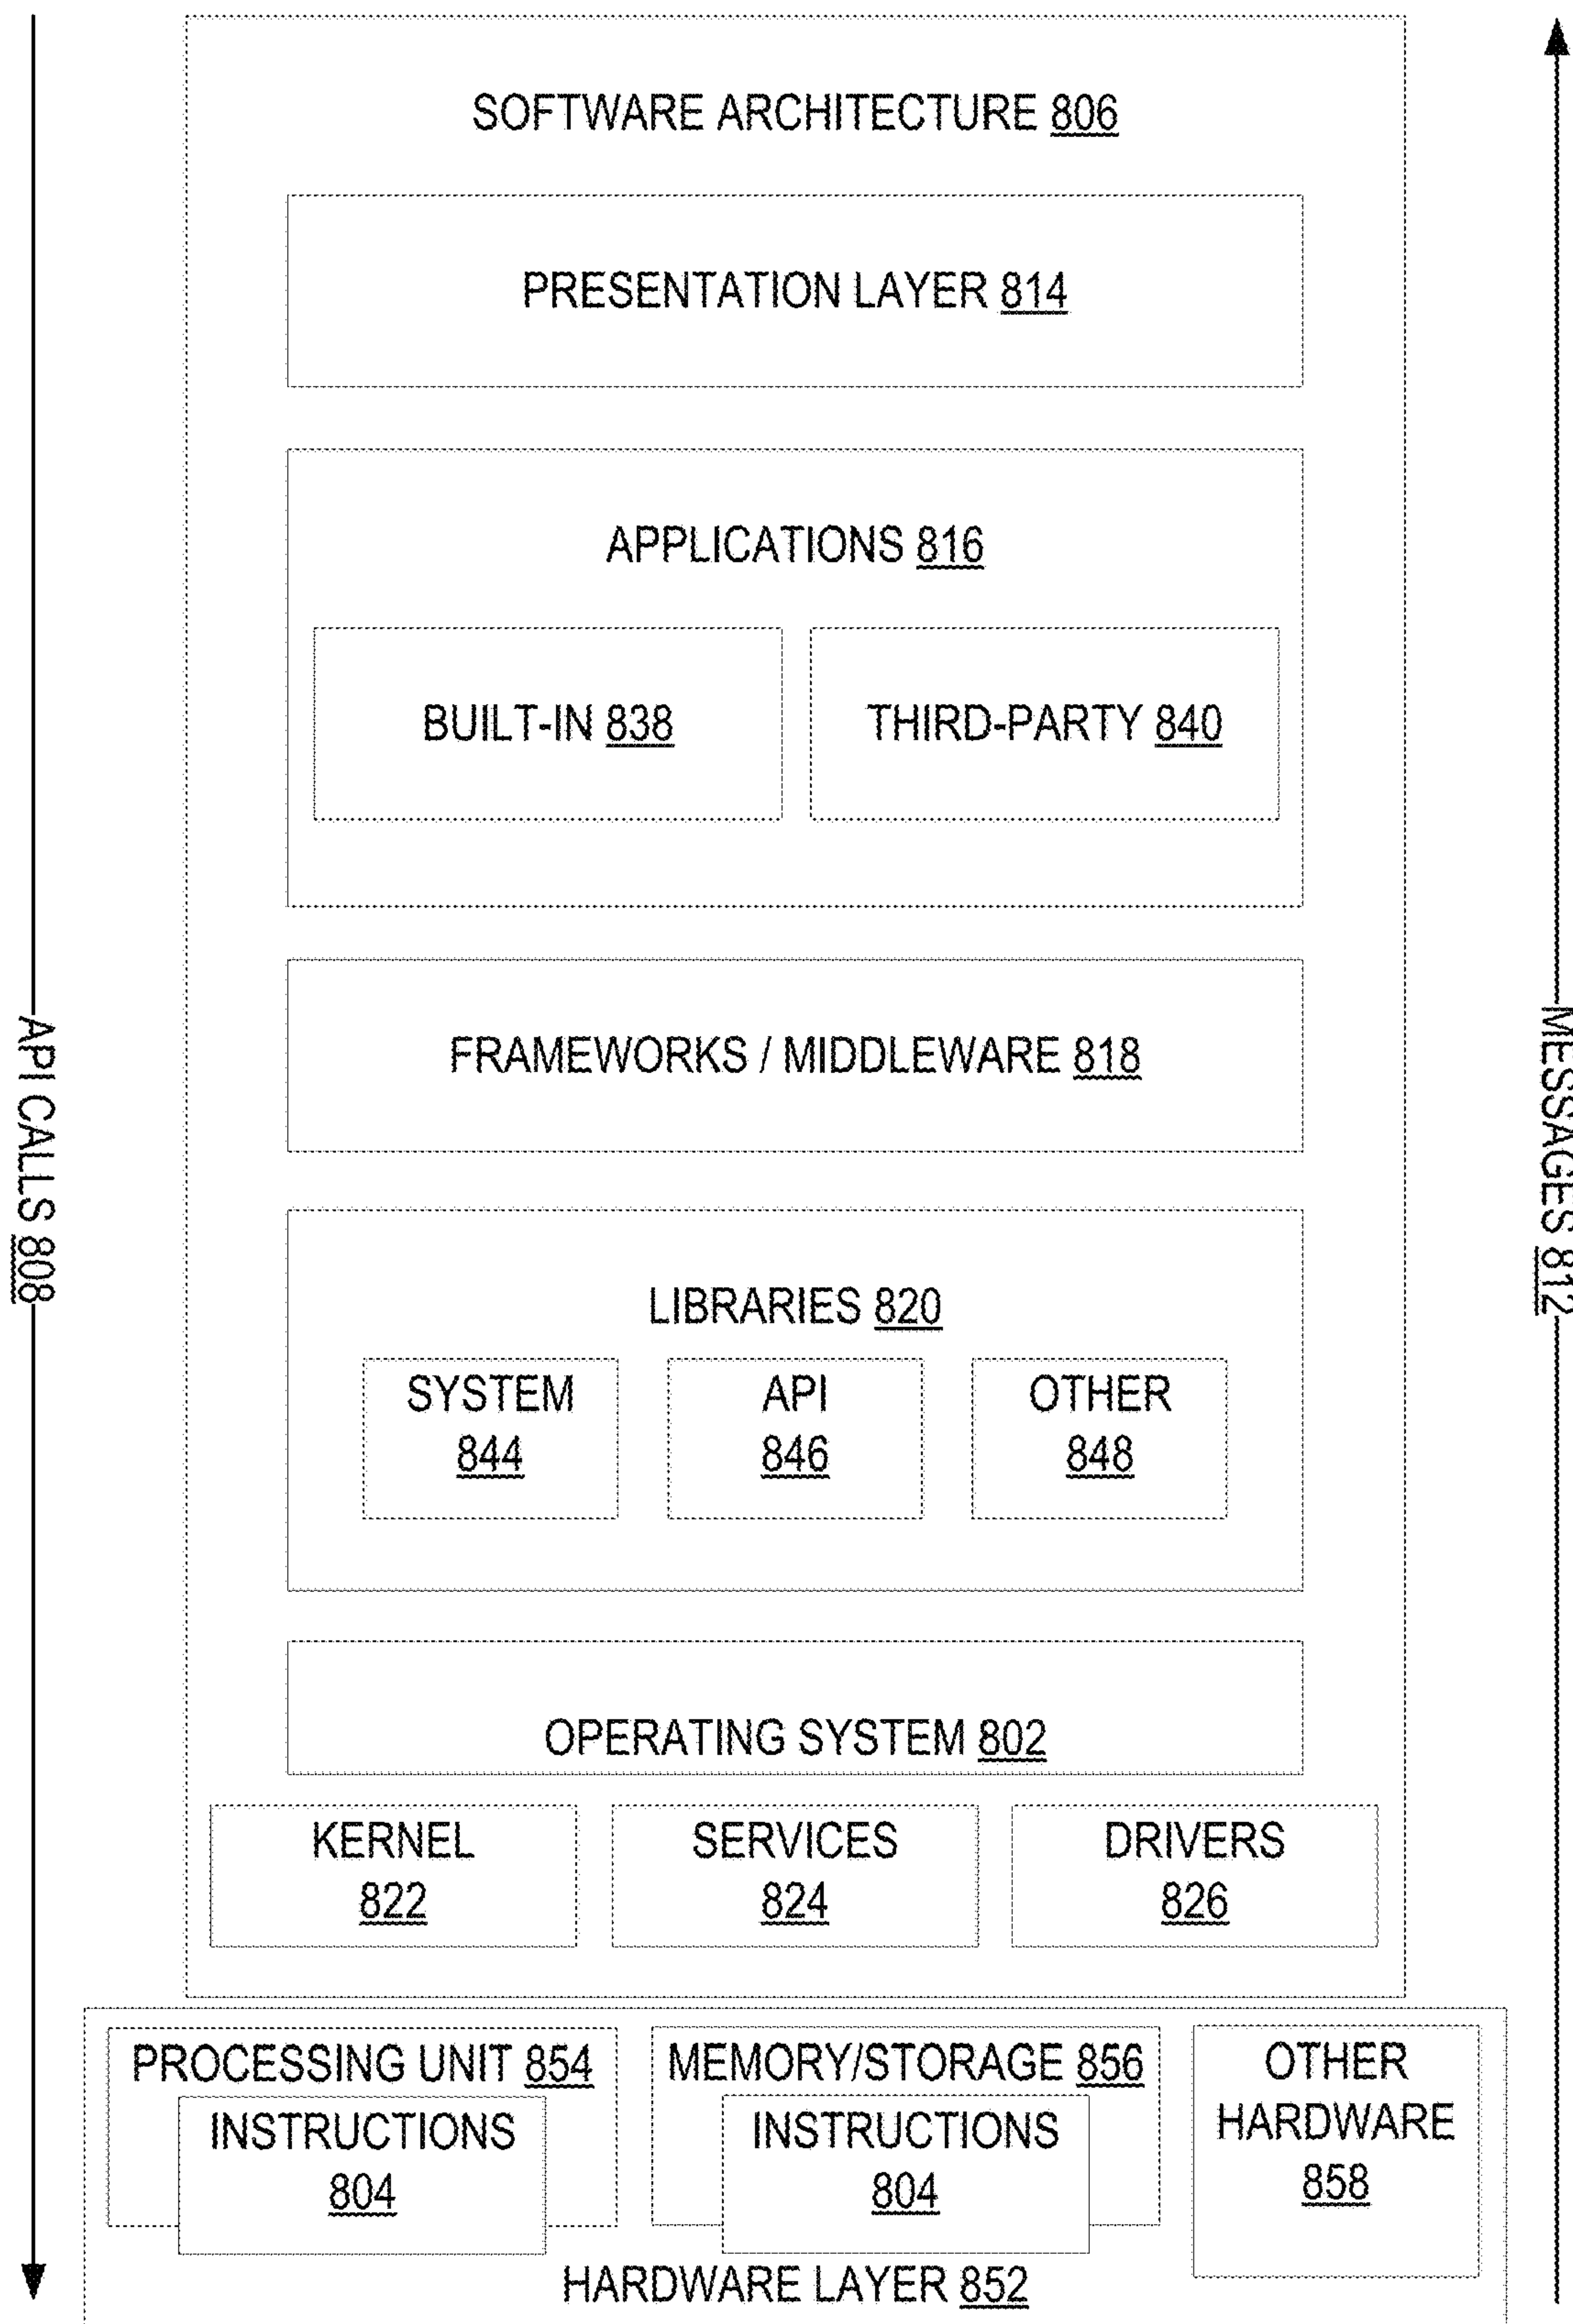 SOFTWARE ARCHITECTURE 806
PRESENTATION LAYER 814
APPLICATIONS 816
BUILT-IN 838
THIRD-PARTY 840
FRAMEWORKS / MIDDLEWARE 818
API CALLS 808
MESSAGES 812
LIBRARIES 820
SYSTEM
844
API
846
OTHER
848
OPERATING SYSTEM 802
KERNEL
822
SERVICES
824
DRIVERS
826
PROCESSING UNIT 854
INSTRUCTIONS
804
MEMORY/STORAGE 856
INSTRUCTIONS
804
OTHER
HARDWARE
858
HARDWARE LAYER 852